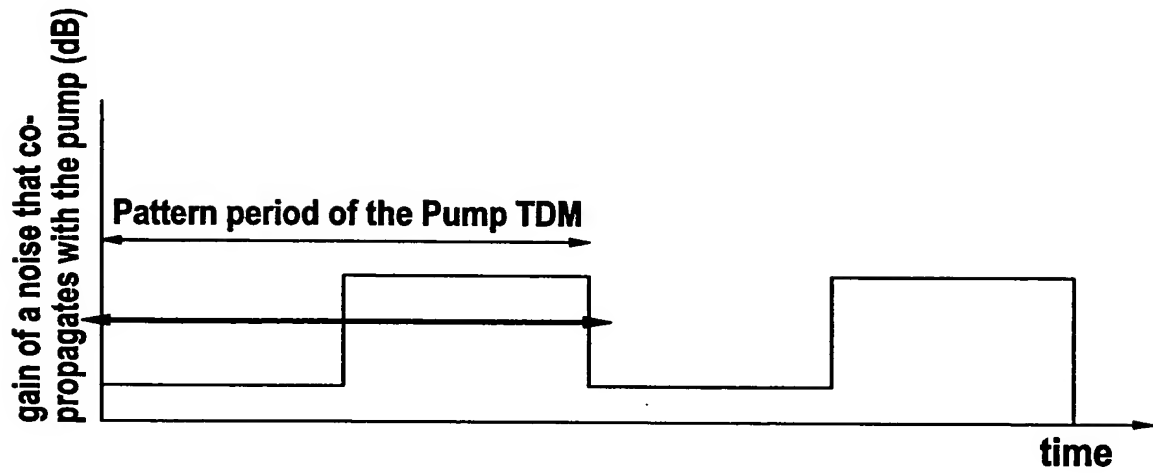 gain of a noise that co-
propagates with the pump (dB)
Pattern period of the Pump TDM
time